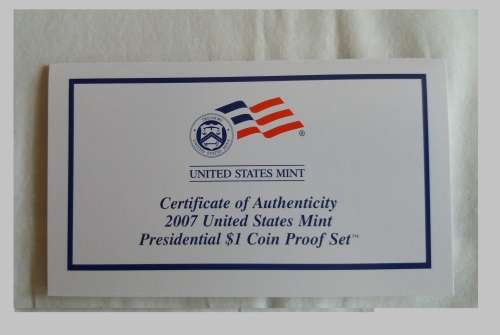 ®
UNITED STATES MINT
Certificate of Authenticity
2007 United States Mint
Presidential $1 Coin Proof Set™